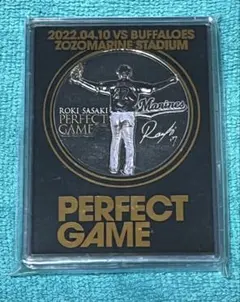 2022.04.10 VS BUFFALOES
ZOZOMARINE STADIUM
ROKI SASAKI
PERFECT
GAME
Marines
PERFECT
GAME